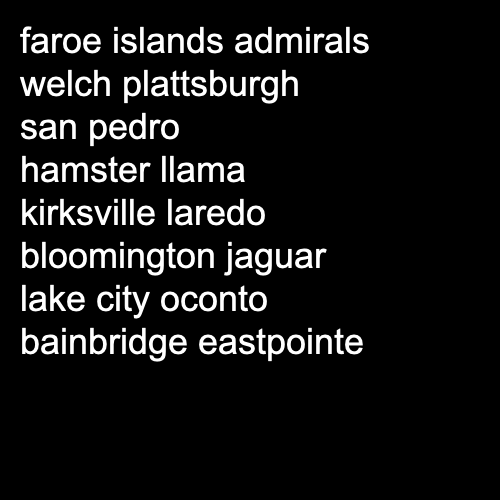 faroe islands admirals
welch plattsburgh
san pedro
hamster llama
kirksville laredo
bloomington jaguar
lake city oconto
bainbridge eastpointe